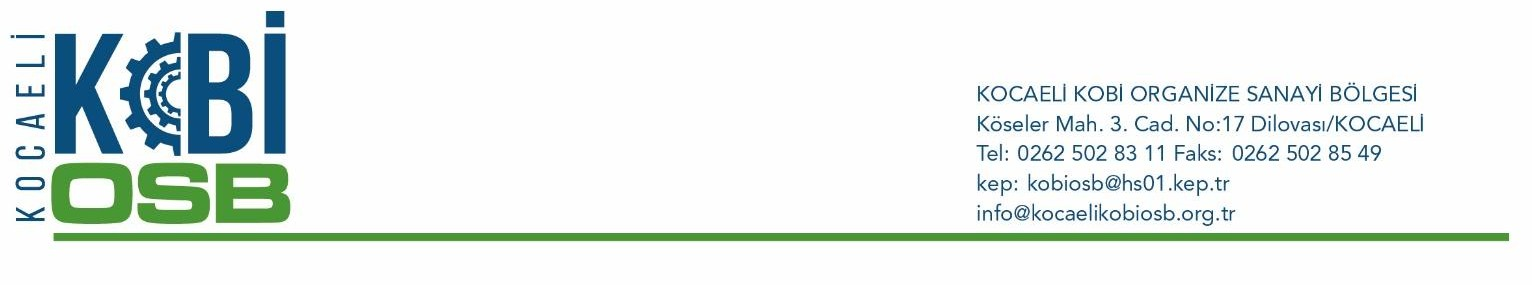 KOCAELİ
KOBİ
OSB
KOCAELİ KOBİ ORGANİZE SANAYİ BÖLGESİ
Köseler Mah. 3. Cad. No:17 Dilovası/KOCAELİ
Tel: 0262 502 83 11 Faks: 0262 502 85 49
kep: kobiosb@hs01.kep.tr
info@kocaelikobiosb.org.tr